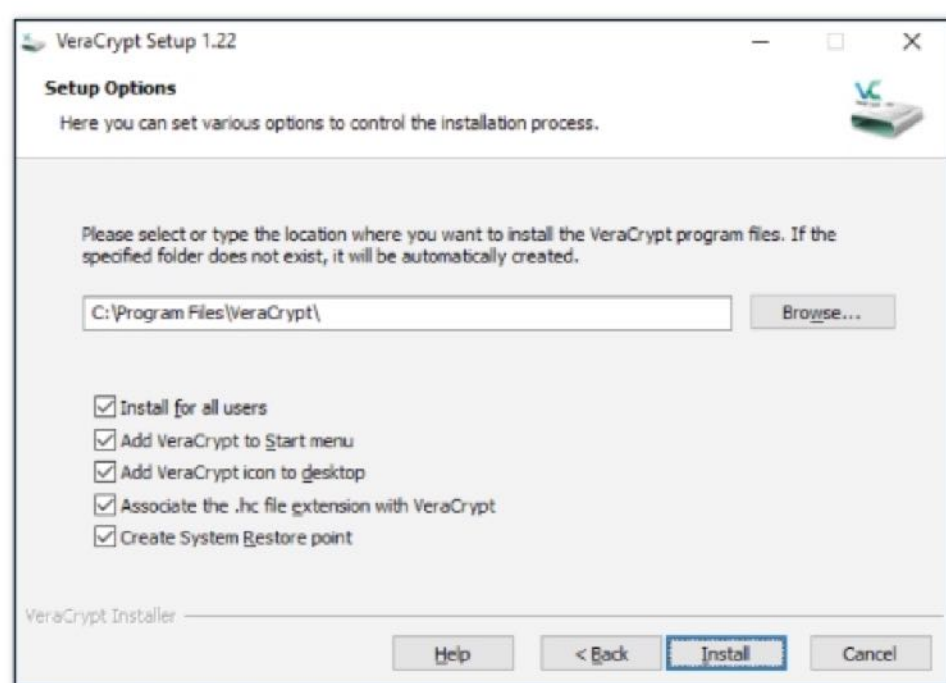 VeraCrypt Setup 1.22
Setup Options
Here you can set various options to control the installation process.
VC
Please select or type the location where you want to install the VeraCrypt program files. If the
specified folder does not exist, it will be automatically created.
C:\Program Files\VeraCrypt\
Browse...
Install for all users
Add VeraCrypt to Start menu
Add VeraCrypt icon to desktop
Associate the .hc file extension with VeraCrypt
Create System Restore point
VeraCrypt Installer
Help
< Back
Install
Cancel